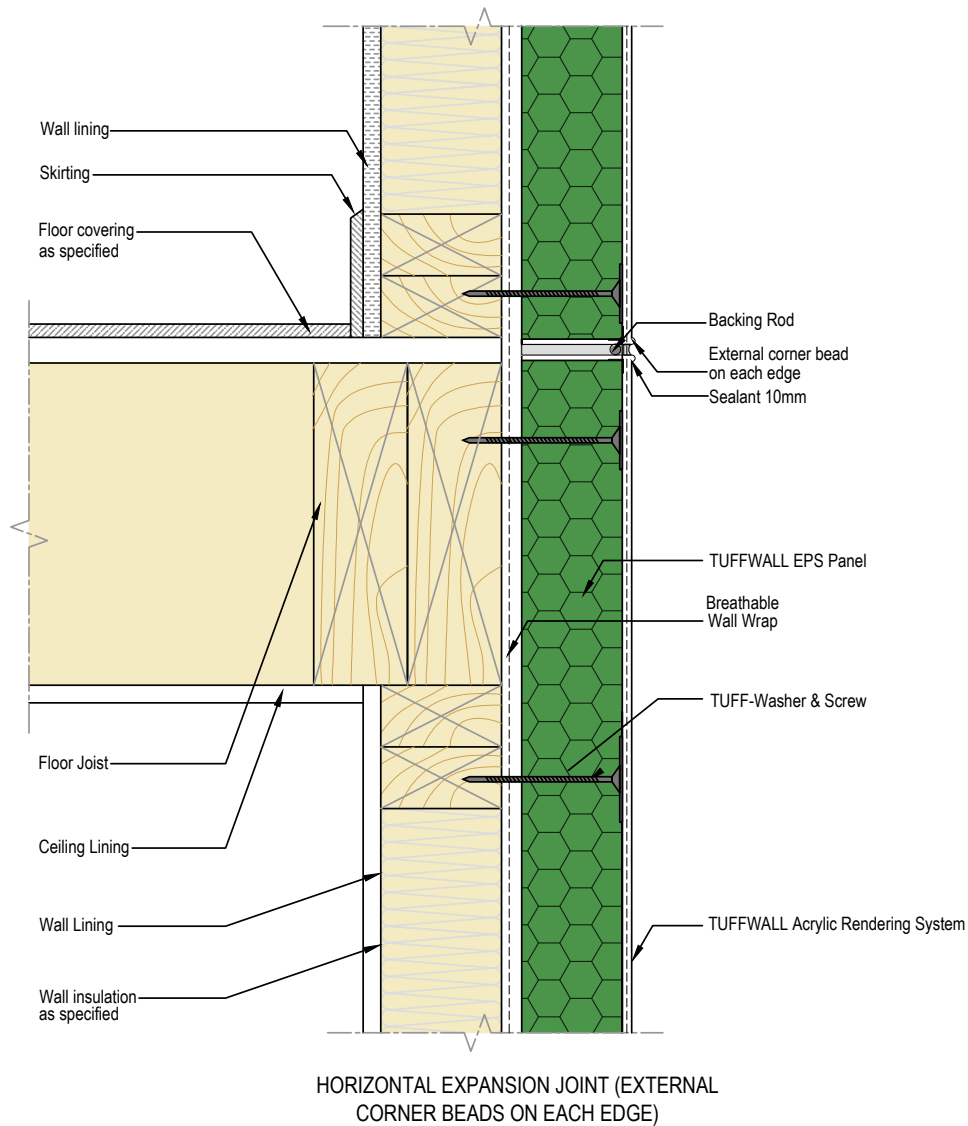 Wall lining
Skirting
Floor covering
as specified
Backing Rod
External corner bead
on each edge
Sealant 10mm
TUFFWALL EPS Panel
Breathable
Wall Wrap
TUFF-Washer & Screw
Floor Joist
Ceiling Lining
Wall Lining
TUFFWALL Acrylic Rendering System
Wall insulation
as specified
HORIZONTAL EXPANSION JOINT (EXTERNAL
CORNER BEADS ON EACH EDGE)